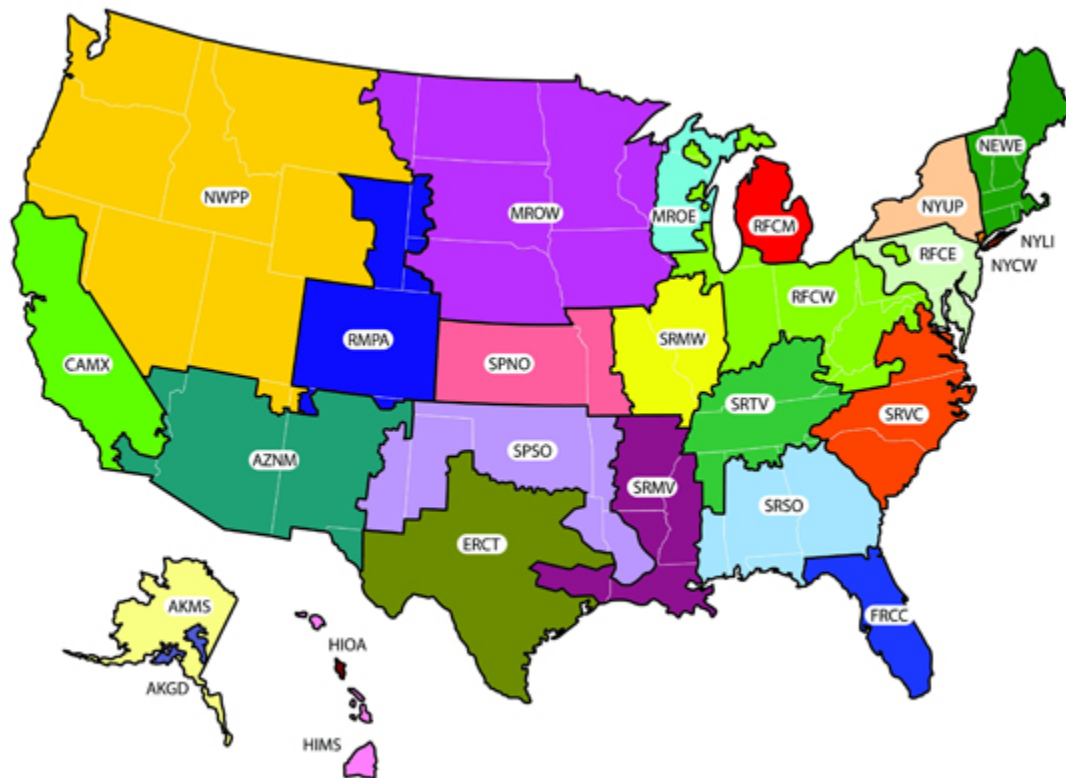 NEWE
NWPP
MROW
MROE
NYUP
RFCM
NYLI
RFCE
NYCW
RFCW
RMPA
SRMW
CAMX
SPNO
SRTV
SRVC
SPSO
AZNM
SRMV
SRSO
ERCT
AKMS
FRCC
HIOA
AKGD
HIMS